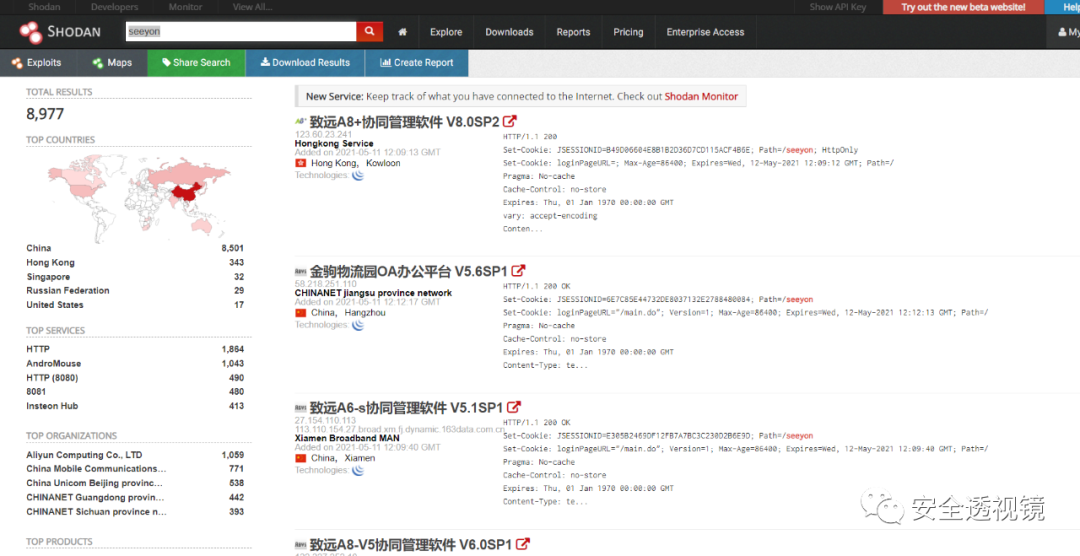 Shodan Developers Monitor View All... Show API Key Try out the new beta website! Help
SHODAN seeyon Explore Downloads Reports Pricing Enterprise Access My
Exploits Maps Share Search Download Results Create Report
TOTAL RESULTS
8,977
TOP COUNTRIES
China 8,501
Hong Kong 343
Singapore 32
Russian Federation 29
United States 17
TOP SERVICES
HTTP 1,864
AndroMouse 1,043
HTTP (8080) 490
8081 480
Insteon Hub 413
TOP ORGANIZATIONS
Aliyun Computing Co., LTD 1,059
China Mobile Communications... 771
China Unicom Beijing provinc... 538
CHINANET Guangdong provin... 442
CHINANET Sichuan province n... 393
TOP PRODUCTS
New Service: Keep track of what you have connected to the Internet. Check out Shodan Monitor
致远A8+协同管理软件 V8.0SP2
123.60.23.241
Hongkong Service
Added on 2021-05-11 12:09:13 GMT
Hong Kong, Kowloon
Technologies:
HTTP/1.1 200
Set-Cookie: JSESSIONID=B49D06604E8B1B2D36D7CD115ACF4B6E; Path=/seeyon; HttpOnly
Set-Cookie: loginPageURL=; Max-Age=86400; Expires=Wed, 12-May-2021 12:09:12 GMT; Path=/
Pragma: No-cache
Cache-Control: no-store
Expires: Thu, 01 Jan 1970 00:00:00 GMT
vary: accept-encoding
Conten...
金驹物流园OA办公平台 V5.6SP1
58.218.251.110
CHINANET jiangsu province network
Added on 2021-05-11 12:12:17 GMT
China, Hangzhou
Technologies:
HTTP/1.1 200 OK
Set-Cookie: JSESSIONID=6E7C85E44732DE8037132E2788480084; Path=/seeyon
Set-Cookie: loginPageURL="/main.do"; Version=1; Max-Age=86400; Expires=Wed, 12-May-2021 12:12:13 GMT; Path=/
Pragma: No-cache
Cache-Control: no-store
Expires: Thu, 01 Jan 1970 00:00:00 GMT
Content-Type: te...
致远A6-s协同管理软件 V5.1SP1
27.154.110.113
113.110.154.27.broad.xm.fj.dynamic.163data.com.cn
Xiamen Broadband MAN
Added on 2021-05-11 12:09:40 GMT
China, Xiamen
Technologies:
HTTP/1.1 200 OK
Set-Cookie: JSESSIONID=E305B2469DF12FB7A7BC3C230D2B6E9D; Path=/seeyon
Set-Cookie: loginPageURL="/main.do"; Version=1; Max-Age=86400; Expires=Wed, 12-May-2021 12:09:40 GMT; Path=/
Pragma: No-cache
Cache-Control: no-store
Expires: Thu, 01 Jan 1970 00:00:00 GMT
Content-Type: te...
致远A8-V5协同管理软件 V6.0SP1
安全透视镜